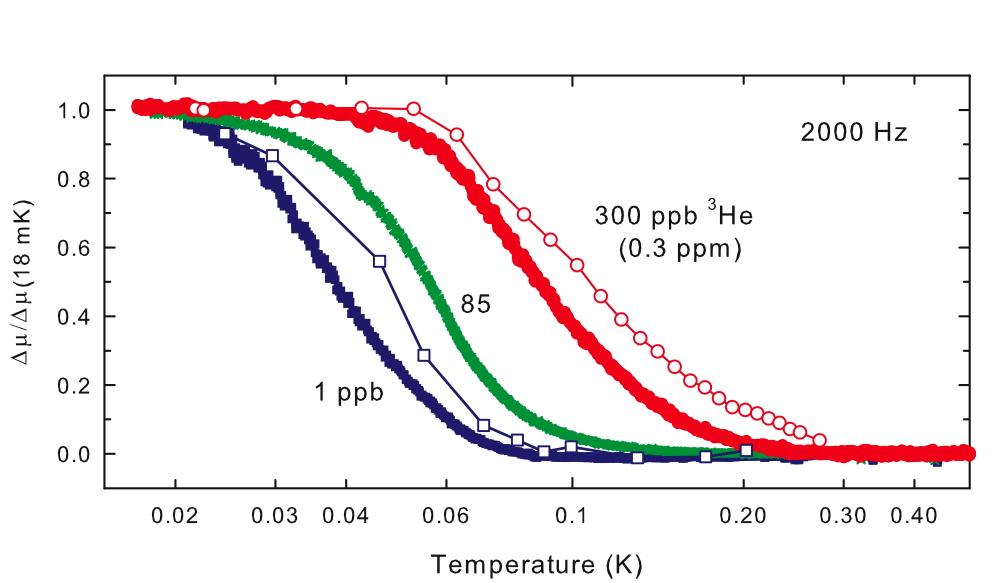 2000 Hz
300 ppb ³He
(0.3 ppm)
85
1 ppb
Δμ/Δμ(18 mK)
1.0
0.8
0.6
0.4
0.2
0.0
0.02 0.03 0.04 0.06 0.1 0.20 0.30 0.40
Temperature (K)